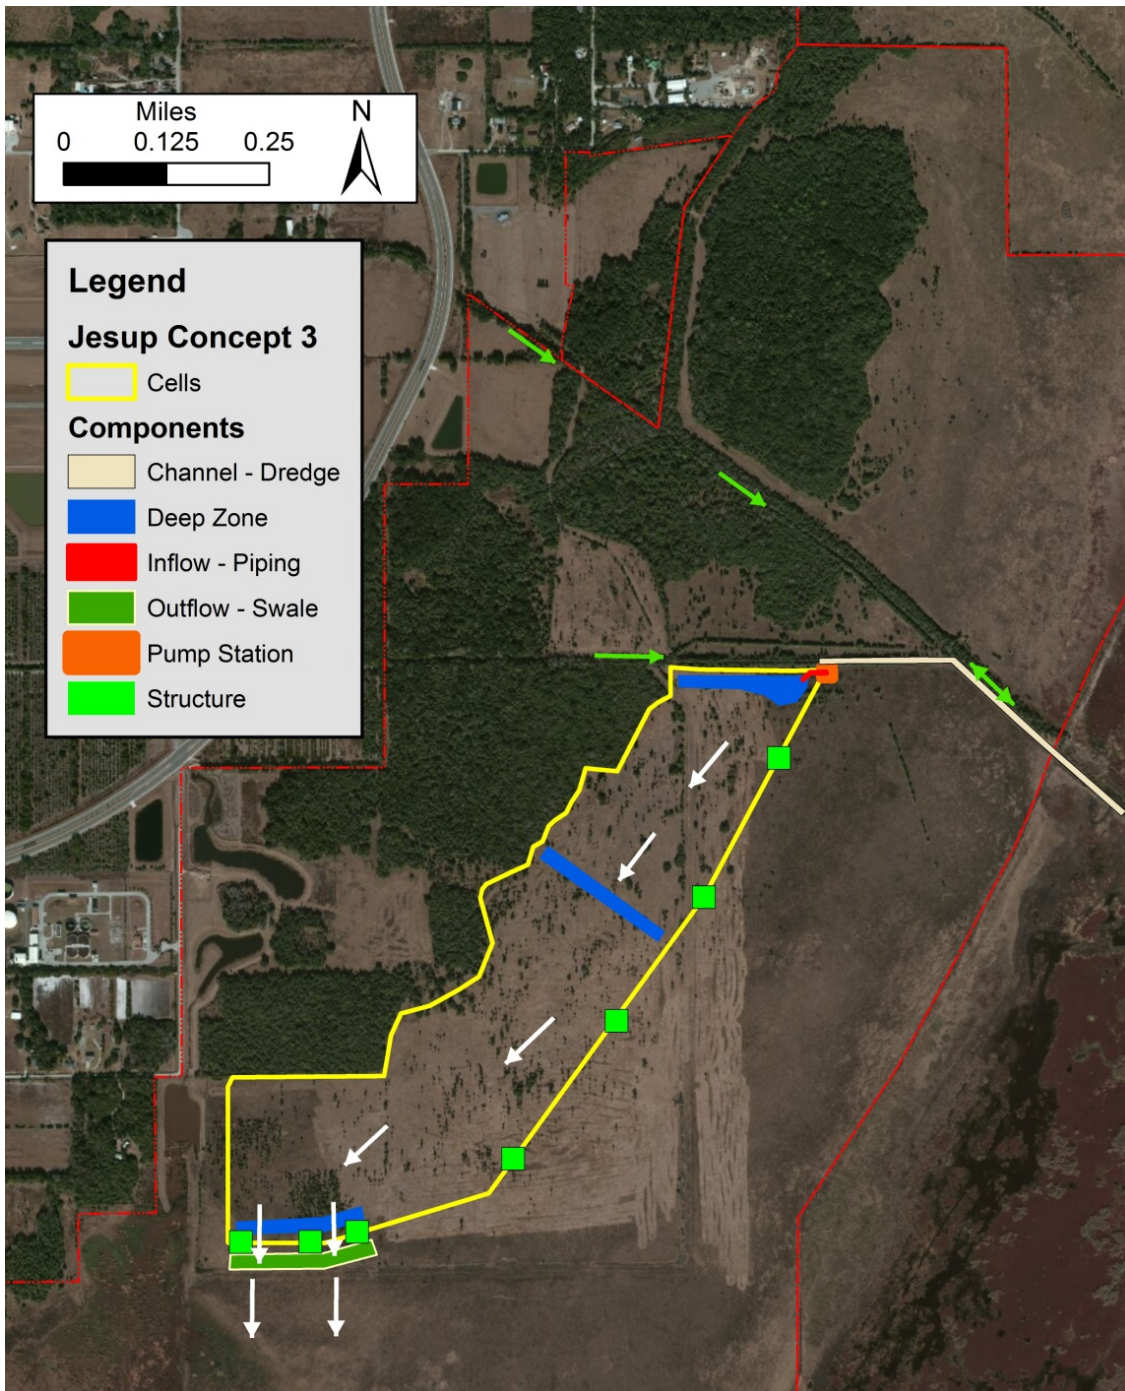 Miles
0 0.125 0.25
N
Legend
Jesup Concept 3
Cells
Components
Channel - Dredge
Deep Zone
Inflow - Piping
Outflow - Swale
Pump Station
Structure